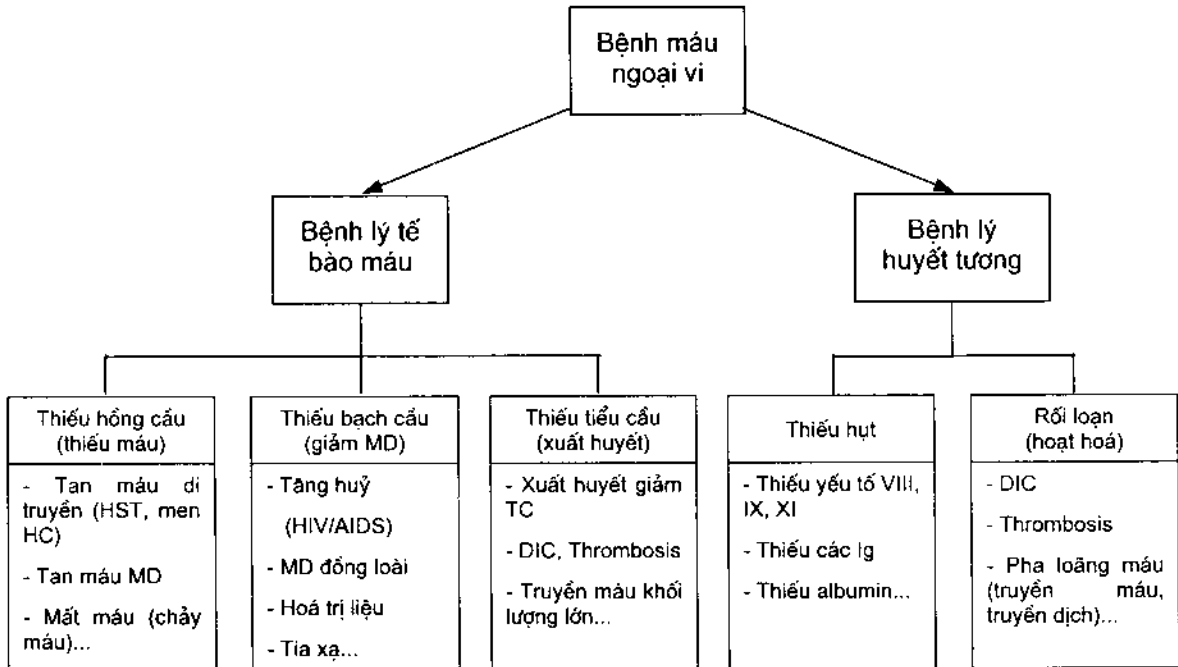 Bệnh máu
ngoại vi
Bệnh lý tế
bào máu
Bệnh lý
huyết tương
Thiếu hồng cầu
(thiếu máu)
- Tan máu di
truyền (HST, men
HC)
- Tan máu MD
- Mất máu (chảy
máu)...
Thiếu bạch cầu
(giảm MD)
- Tăng huỷ
(HIV/AIDS)
- MD đồng loài
- Hoá trị liệu
- Tia xạ...
Thiếu tiểu cầu
(xuất huyết)
- Xuất huyết giảm
TC
- DIC, Thrombosis
- Truyền máu khối
lượng lớn...
Thiếu hụt
- Thiếu yếu tố VIII,
IX, XI
- Thiếu các Ig
- Thiếu albumin...
Rối loạn
(hoạt hoá)
- DIC
- Thrombosis
- Pha loãng máu
(truyền máu,
truyền dịch)...